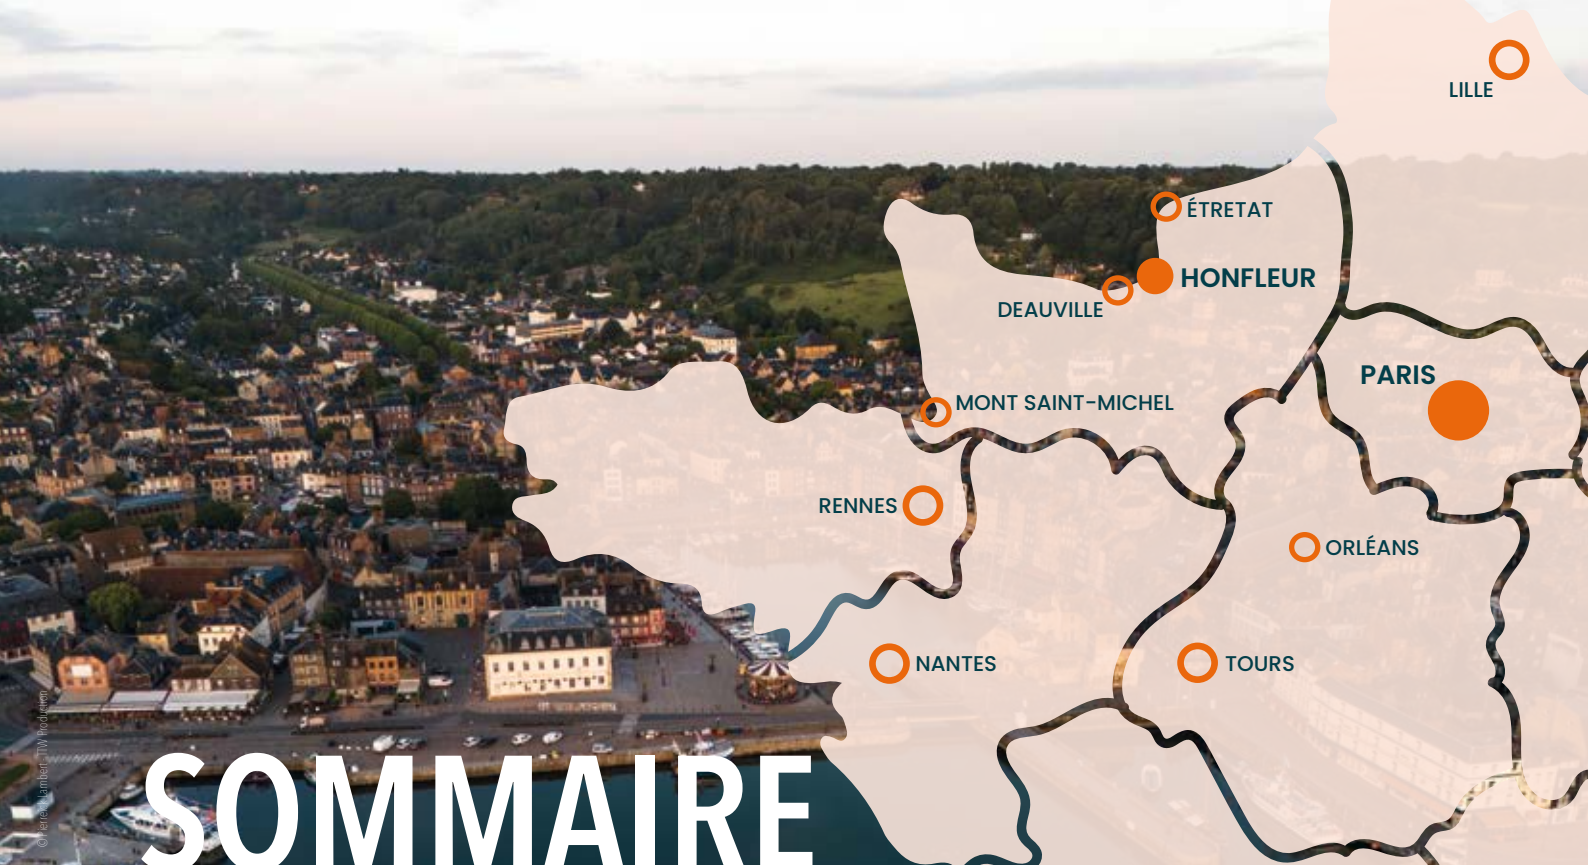 LILLE
ÉTRETAT
HONFLEUR
DEAUVILLE
PARIS
MONT SAINT-MICHEL
RENNES
ORLÉANS
NANTES
TOURS
SOMMAIRE